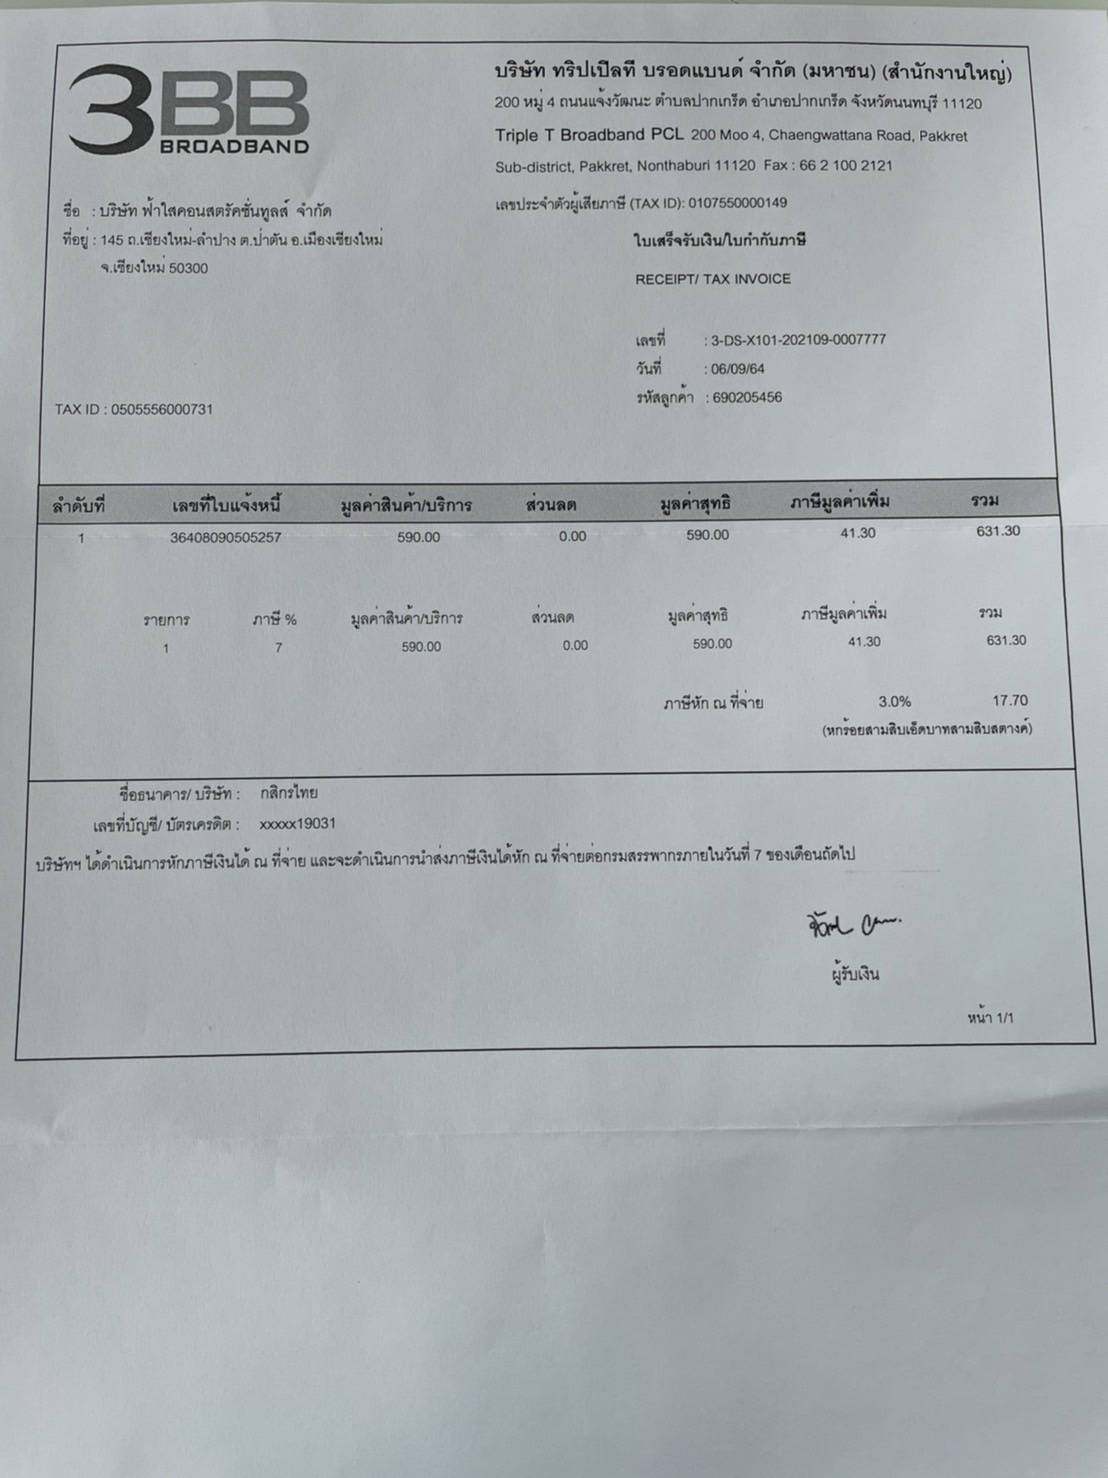 3BB
BROADBAND
บริษัท ทริปเปิลที บรอดแบนด์ จำกัด (มหาชน) (สำนักงานใหญ่)
200 หมู่ 4 ถนนแจ้งวัฒนะ ตำบลปากเกร็ด อำเภอปากเกร็ด จังหวัดนนทบุรี 11120
Triple T Broadband PCL 200 Moo 4, Chaengwattana Road, Pakkret
Sub-district, Pakkret, Nonthaburi 11120 Fax : 66 2 100 2121
เลขประจำตัวผู้เสียภาษี (TAX ID): 0107550000149
ชื่อ : บริษัท ฟ้าใสคอนสตรัคชั่นทูลส์ จำกัด
ที่อยู่ : 145 ถ.เชียงใหม่-ลำปาง ต.ป่าตัน อ.เมืองเชียงใหม่
จ.เชียงใหม่ 50300
ใบเสร็จรับเงิน/ใบกำกับภาษี
RECEIPT/ TAX INVOICE
เลขที่ : 3-DS-X101-202109-0007777
วันที่ : 06/09/64
รหัสลูกค้า : 690205456
TAX ID : 0505556000731
ลำดับที่ เลขที่ใบแจ้งหนี้ มูลค่าสินค้า/บริการ ส่วนลด มูลค่าสุทธิ ภาษีมูลค่าเพิ่ม รวม
1 36408090505257 590.00 0.00 590.00 41.30 631.30
รายการ ภาษี % มูลค่าสินค้า/บริการ ส่วนลด มูลค่าสุทธิ ภาษีมูลค่าเพิ่ม รวม
1 7 590.00 0.00 590.00 41.30 631.30
ภาษีหัก ณ ที่จ่าย 3.0% 17.70
(หกร้อยสามสิบเอ็ดบาทสามสิบสตางค์)
ชื่อธนาคาร/ บริษัท : กสิกรไทย
เลขที่บัญชี/ บัตรเครดิต : xxxxx19031
บริษัทฯ ได้ดำเนินการหักภาษีเงินได้ ณ ที่จ่าย และจะดำเนินการนำส่งภาษีเงินได้หัก ณ ที่จ่ายต่อกรมสรรพากรภายในวันที่ 7 ของเดือนถัดไป
ผู้รับเงิน
หน้า 1/1